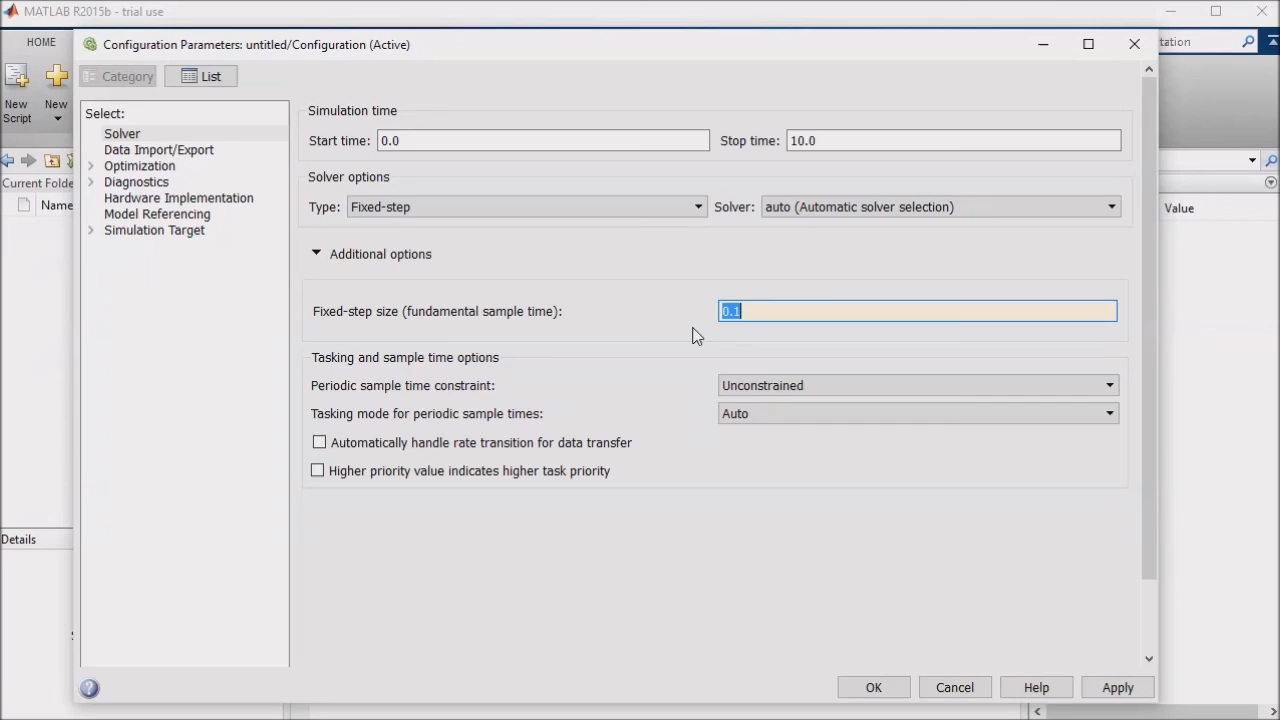 MATLAB R2015b - trial use
HOME
Configuration Parameters: untitled/Configuration (Active)
tation
Category
List
New Script
New
Select:
Solver
Data Import/Export
Optimization
Diagnostics
Hardware Implementation
Model Referencing
Simulation Target
Simulation time
Start time: 0.0
Stop time: 10.0
Solver options
Type: Fixed-step
Solver: auto (Automatic solver selection)
Additional options
Fixed-step size (fundamental sample time): 0.1
Tasking and sample time options
Periodic sample time constraint: Unconstrained
Tasking mode for periodic sample times: Auto
Automatically handle rate transition for data transfer
Higher priority value indicates higher task priority
Current Folde
Name
Value
Details
OK
Cancel
Help
Apply